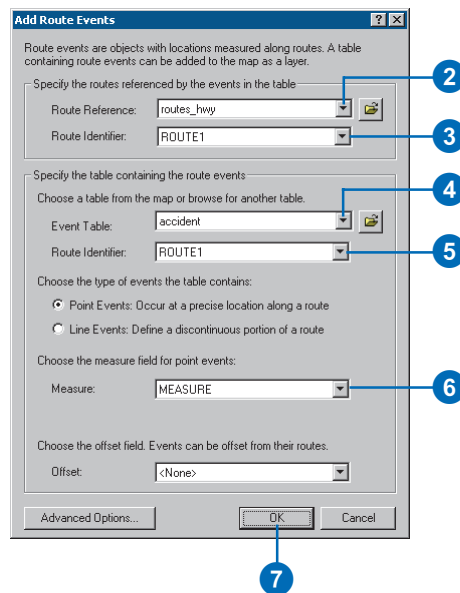 Add Route Events
Route events are objects with locations measured along routes. A table
containing route events can be added to the map as a layer.
Specify the routes referenced by the events in the table
Route Reference: routes_hwy 2
Route Identifier: ROUTE1 3
Specify the table containing the route events
Choose a table from the map or browse for another table. 4
Event Table: accident
Route Identifier: ROUTE1 5
Choose the type of events the table contains:
Point Events: Occur at a precise location along a route
Line Events: Define a discontinuous portion of a route
Choose the measure field for point events:
Measure: MEASURE 6
Choose the offset field. Events can be offset from their routes.
Offset: <None>
Advanced Options... OK Cancel
7